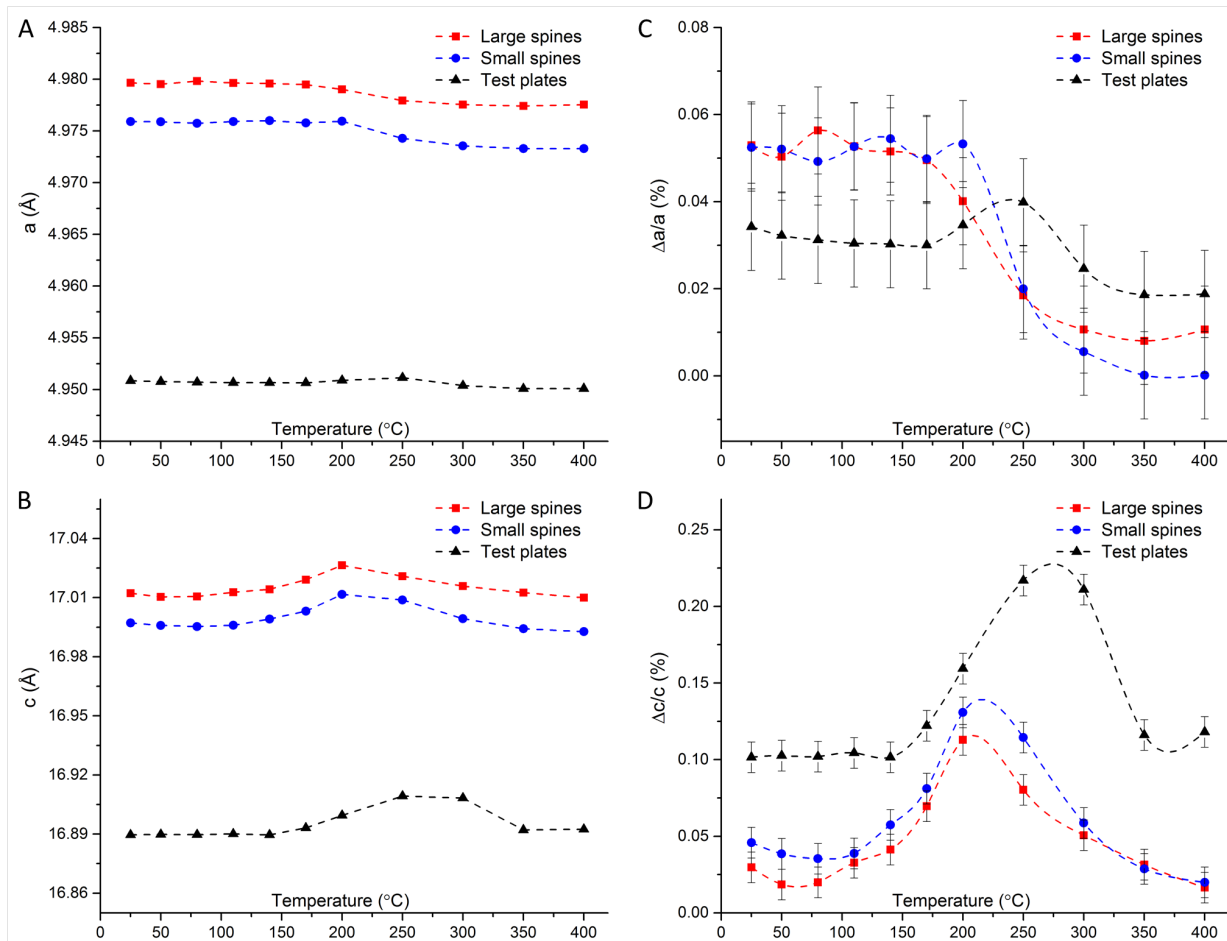 A
4.985
4.980
4.975
4.970
4.965
4.960
4.955
4.950
4.945
a (Å)
Large spines
Small spines
Test plates
Temperature (°C)
0 50 100 150 200 250 300 350 400
C
0.08
0.06
0.04
0.02
0.00
Δa/a (%)
Large spines
Small spines
Test plates
Temperature (°C)
0 50 100 150 200 250 300 350 400
B
17.04
17.01
16.98
16.95
16.92
16.89
16.86
c (Å)
Large spines
Small spines
Test plates
Temperature (°C)
0 50 100 150 200 250 300 350 400
D
0.25
0.20
0.15
0.10
0.05
0.00
Δc/c (%)
Large spines
Small spines
Test plates
Temperature (°C)
0 50 100 150 200 250 300 350 400